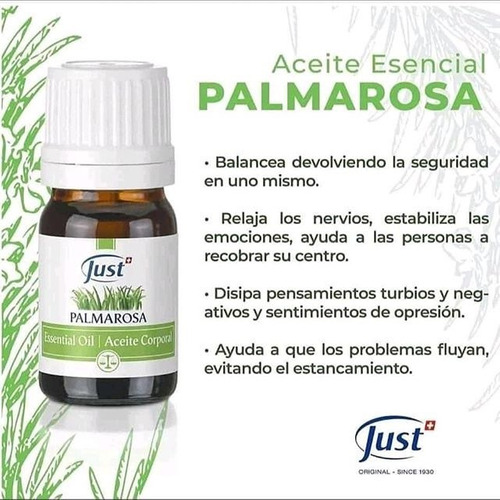 Aceite Esencial
PALMAROSA
• Balancea devolviendo la seguridad
en uno mismo.
• Relaja los nervios, estabiliza las
emociones, ayuda a las personas a
recobrar su centro.
• Disipa pensamientos turbios y neg-
ativos y sentimientos de opresión.
• Ayuda a que los problemas fluyan,
evitando el estancamiento.
Just
PALMAROSA
Essential Oil | Aceite Corporal
Just
ORIGINAL - SINCE 1930